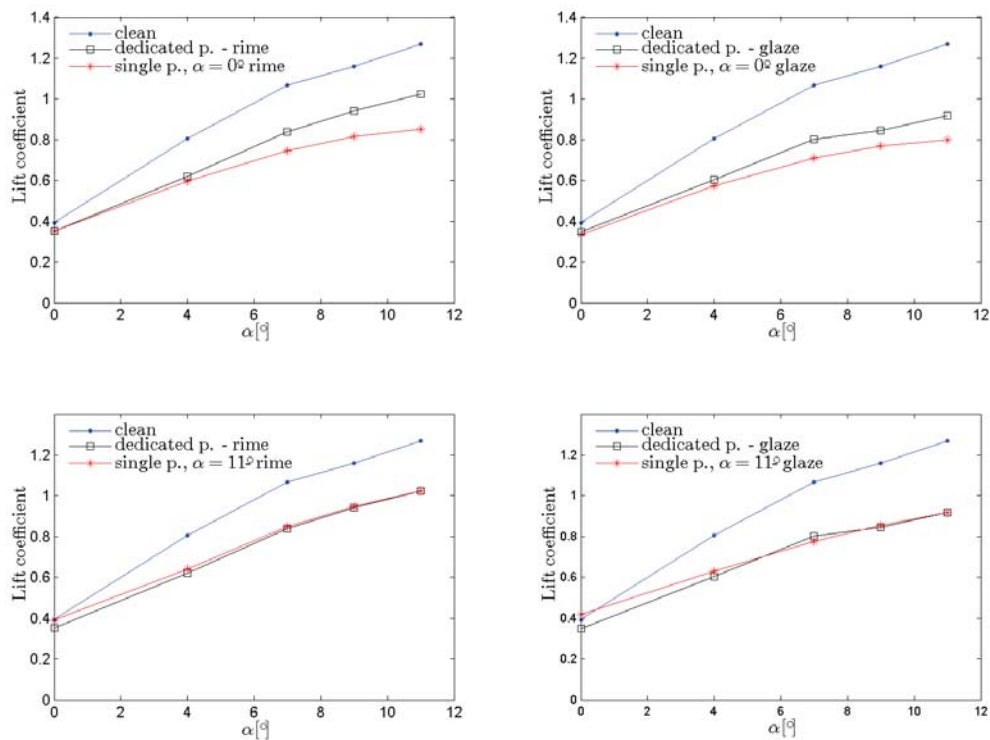 1.4
1.2
1
0.8
0.6
0.4
0.2
0
Lift coefficient
clean
dedicated p. - rime
single p., α = 0º rime
0 2 4 6 8 10 12
α[º]
1.4
1.2
1
0.8
0.6
0.4
0.2
0
Lift coefficient
clean
dedicated p. - glaze
single p., α = 0º glaze
0 2 4 6 8 10 12
α[º]
1.2
1
0.8
0.6
0.4
0.2
0
Lift coefficient
clean
dedicated p. - rime
single p., α = 11º rime
0 2 4 6 8 10 12
α[º]
1.2
1
0.8
0.6
0.4
0.2
0
Lift coefficient
clean
dedicated p. - glaze
single p., α = 11º glaze
0 2 4 6 8 10 12
α[º]